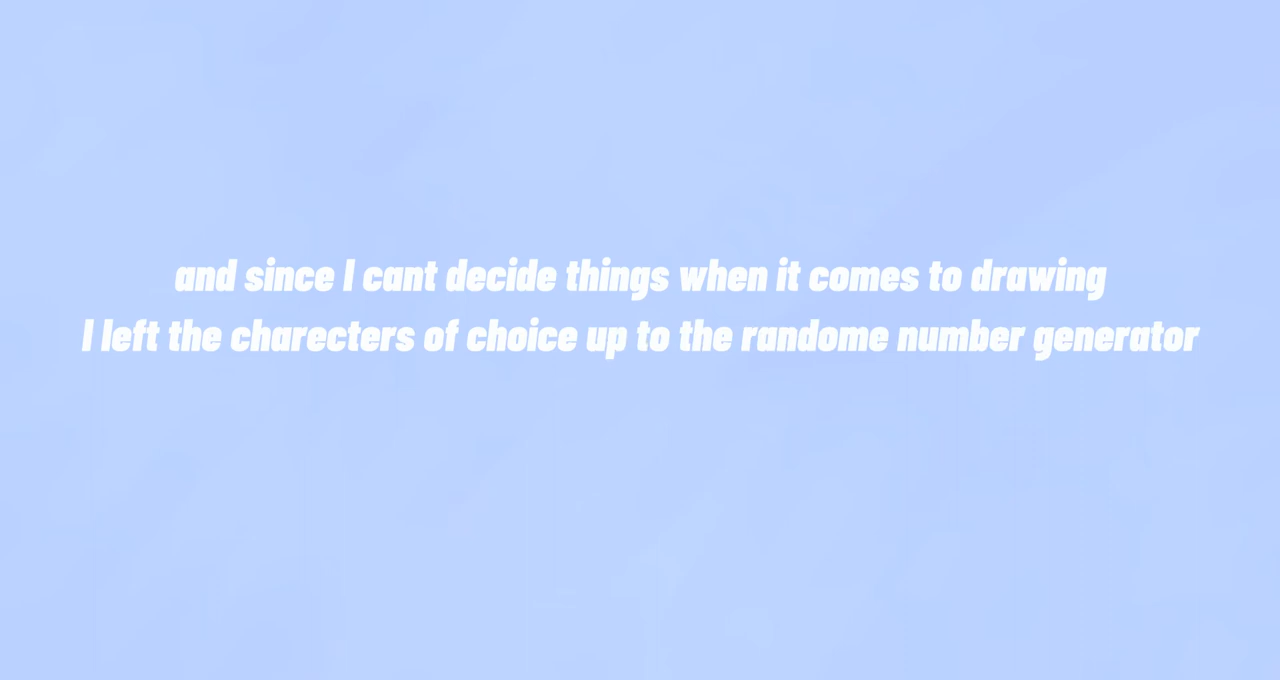 and since I cant decide things when it comes to drawing
I left the charecters of choice up to the randome number generator